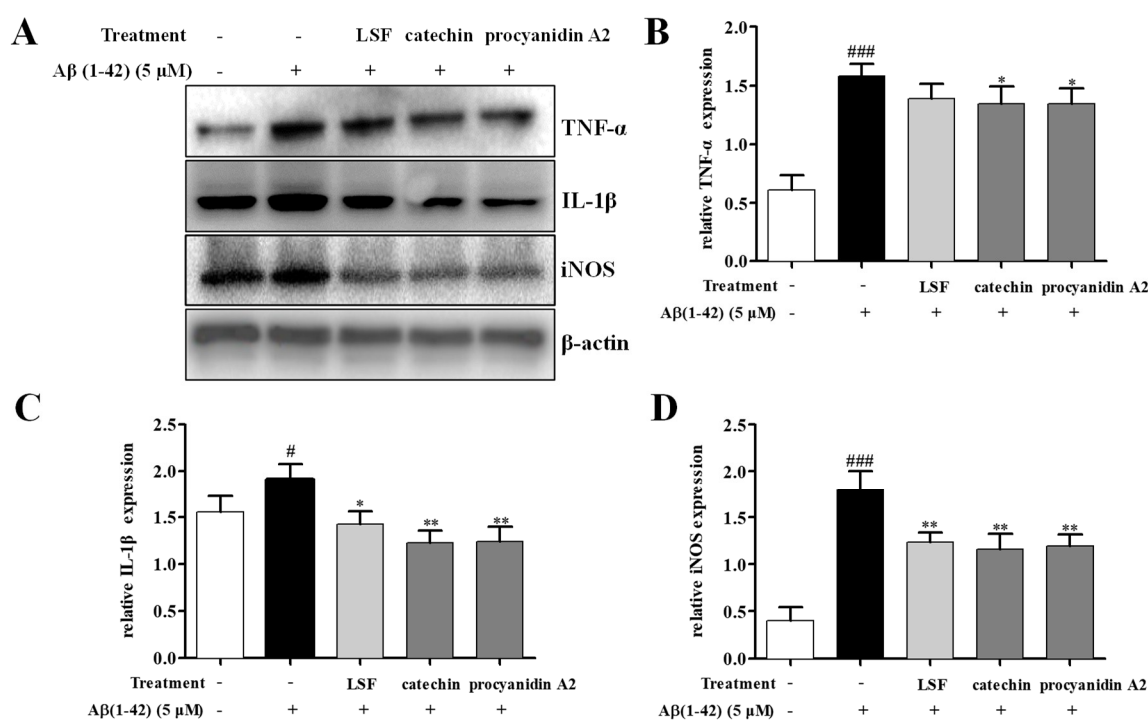 A
Treatment - - LSF catechin procyanidin A2
Aβ (1-42) (5 µM) - + + + +
TNF-α
IL-1β
iNOS
β-actin
B
relative TNF-α expression
2.0
1.5
1.0
0.5
0.0
###
*
*
Treatment - - LSF catechin procyanidin A2
Aβ(1-42) (5 µM) - + + + +
C
relative IL-1β expression
2.5
2.0
1.5
1.0
0.5
0.0
#
*
**
**
Treatment - - LSF catechin procyanidin A2
Aβ(1-42) (5 µM) - + + + +
D
relative iNOS expression
2.5
2.0
1.5
1.0
0.5
0.0
###
**
**
**
Treatment - - LSF catechin procyanidin A2
Aβ(1-42) (5 µM) - + + + +